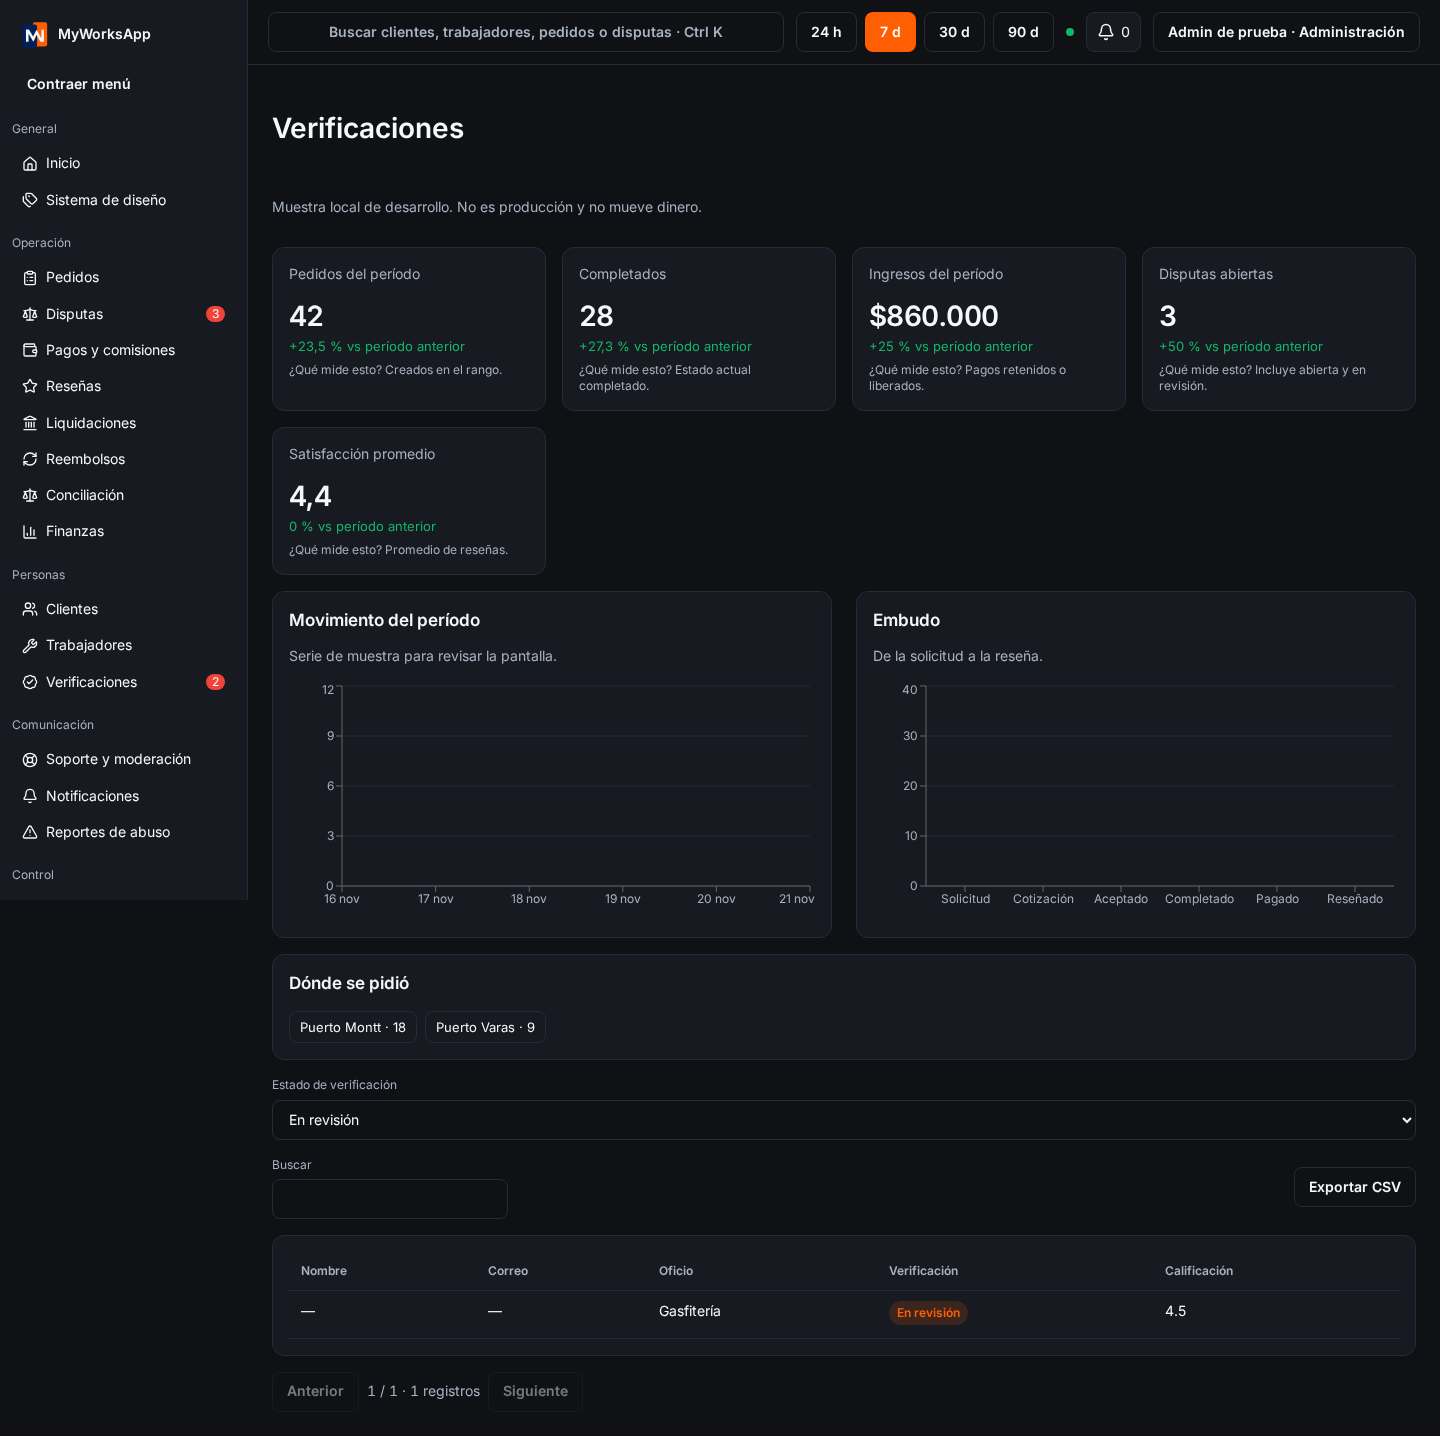 MyWorksApp
Contraer menú
General
Inicio
Sistema de diseño
Operación
Pedidos
Disputas 3
Pagos y comisiones
Reseñas
Liquidaciones
Reembolsos
Conciliación
Finanzas
Personas
Clientes
Trabajadores
Verificaciones 2
Comunicación
Soporte y moderación
Notificaciones
Reportes de abuso
Control
Buscar clientes, trabajadores, pedidos o disputas · Ctrl K
24 h
7 d
30 d
90 d
0
Admin de prueba · Administración
Verificaciones
Muestra local de desarrollo. No es producción y no mueve dinero.
Pedidos del período
42
+23,5 % vs período anterior
¿Qué mide esto? Creados en el rango.
Completados
28
+27,3 % vs período anterior
¿Qué mide esto? Estado actual
completado.
Ingresos del período
$860.000
+25 % vs período anterior
¿Qué mide esto? Pagos retenidos o
liberados.
Disputas abiertas
3
+50 % vs período anterior
¿Qué mide esto? Incluye abierta y en
revisión.
Satisfacción promedio
4,4
0 % vs período anterior
¿Qué mide esto? Promedio de reseñas.
Movimiento del período
Serie de muestra para revisar la pantalla.
12
9
6
3
0
16 nov 17 nov 18 nov 19 nov 20 nov 21 nov
Embudo
De la solicitud a la reseña.
40
30
20
10
0
Solicitud Cotización Aceptado Completado Pagado Reseñado
Dónde se pidió
Puerto Montt · 18
Puerto Varas · 9
Estado de verificación
En revisión
Buscar
Exportar CSV
Nombre Correo Oficio Verificación Calificación
— — Gasfitería En revisión 4.5
Anterior 1 / 1 · 1 registros Siguiente